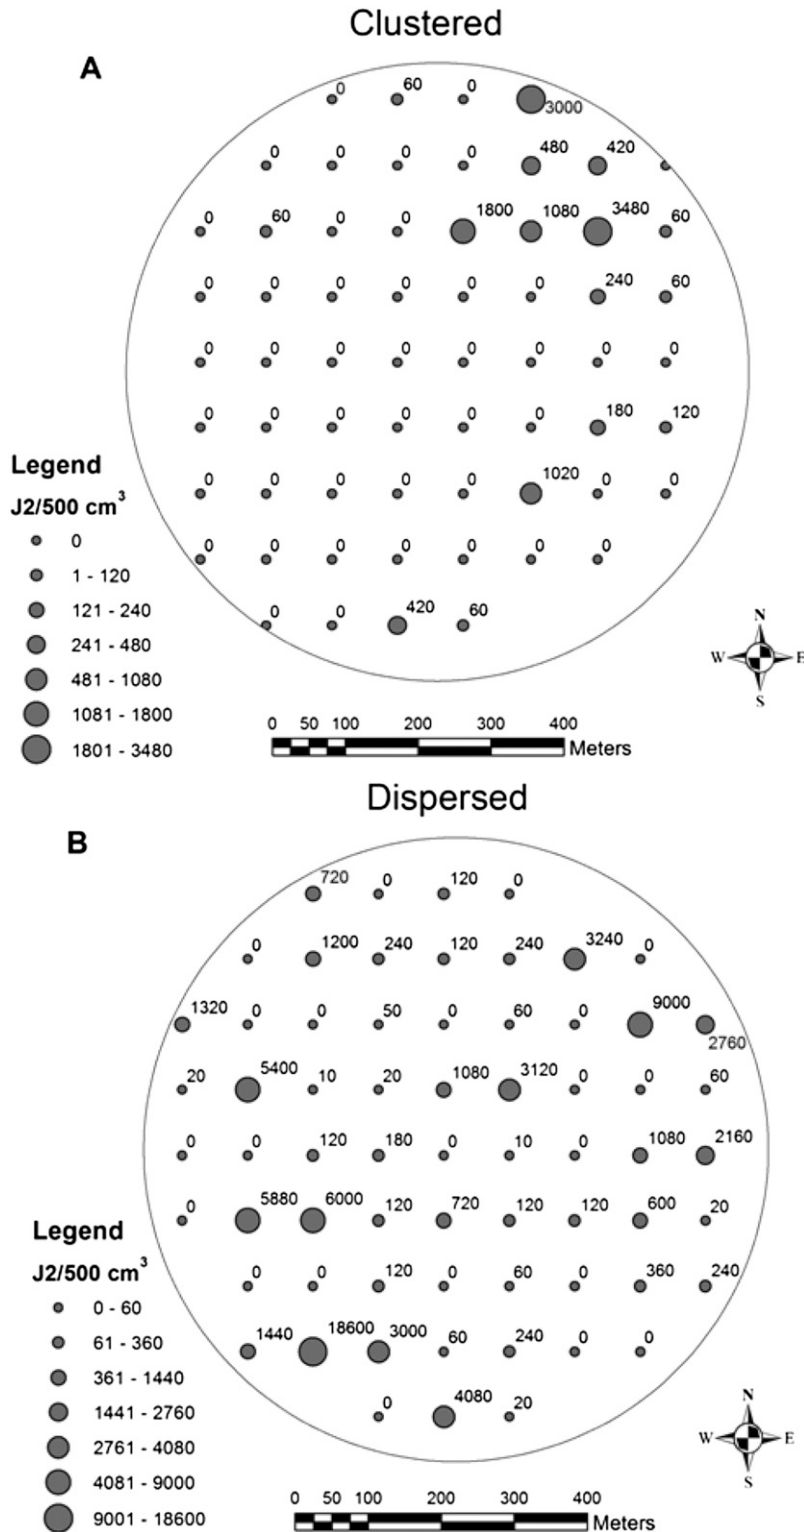 Clustered
A
0 60 0 3000
0 0 0 0 480 420
0 60 0 0 1800 1080 3480 60
0 0 0 0 0 0 240 60
0 0 0 0 0 0 0 0
0 0 0 0 0 0 180 120
0 0 0 0 0 1020 0 0
0 0 0 0 0 0 0
0 0 420 60
Legend
J2/500 cm³
0
1 - 120
121 - 240
241 - 480
481 - 1080
1081 - 1800
1801 - 3480
0 50 100 200 300 400
Meters
N
W E
S
Dispersed
B
720 0 120 0
0 1200 240 120 240 3240 0
1320 0 0 50 0 60 0 9000 2760
20 5400 10 20 1080 3120 0 0 60
0 0 120 180 0 10 0 1080 2160
0 5880 6000 120 720 120 120 600 20
0 0 120 0 60 0 360 240
1440 18600 3000 60 240 0 0
0 4080 20
Legend
J2/500 cm³
0 - 60
61 - 360
361 - 1440
1441 - 2760
2761 - 4080
4081 - 9000
9001 - 18600
0 50 100 200 300 400
Meters
N
W E
S